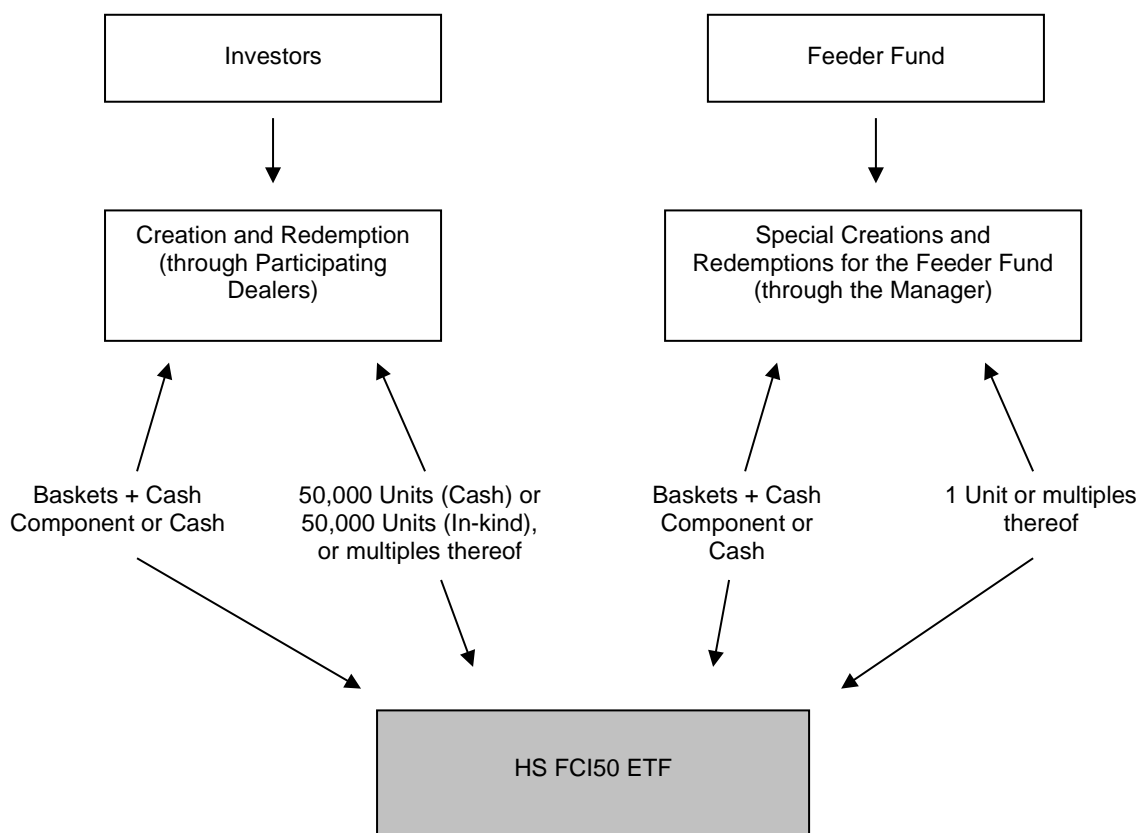 Investors
Feeder Fund
Creation and Redemption
(through Participating
Dealers)
Special Creations and
Redemptions for the Feeder Fund
(through the Manager)
Baskets + Cash
Component or Cash
50,000 Units (Cash) or
50,000 Units (In-kind),
or multiples thereof
Baskets + Cash
Component or
Cash
1 Unit or multiples
thereof
HS FCI50 ETF